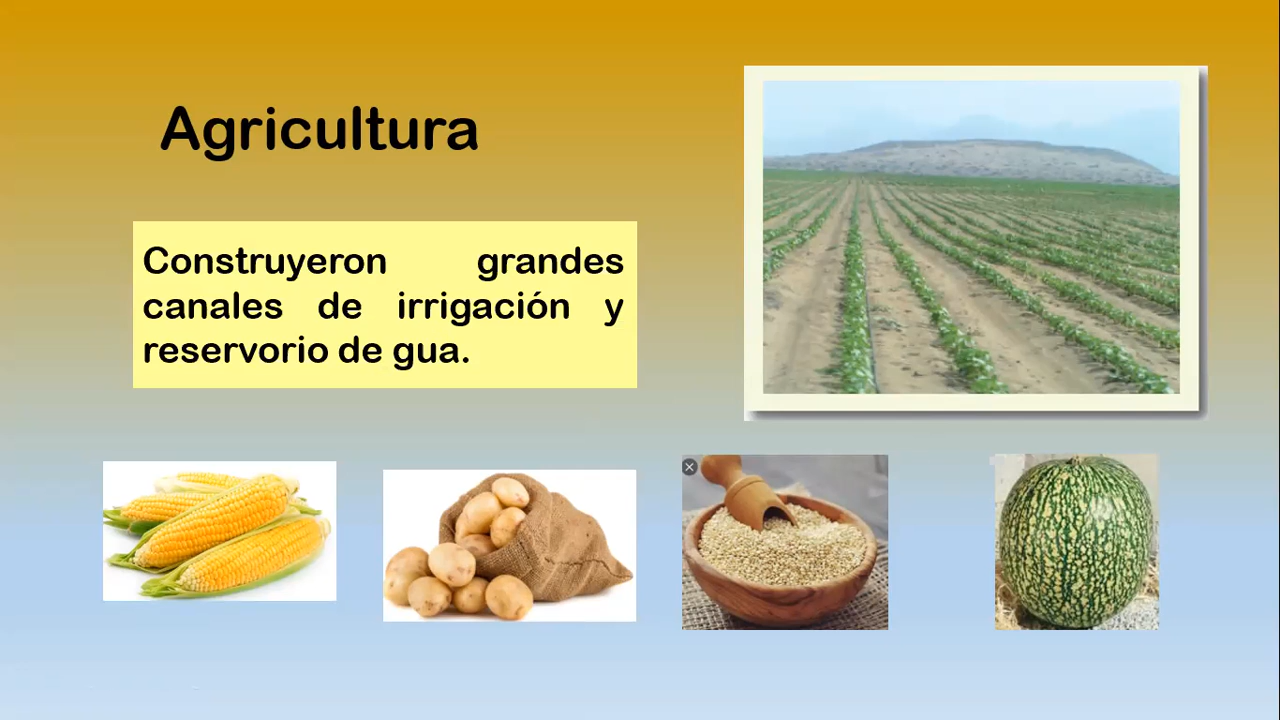 Agricultura
Construyeron grandes
canales de irrigación y
reservorio de gua.